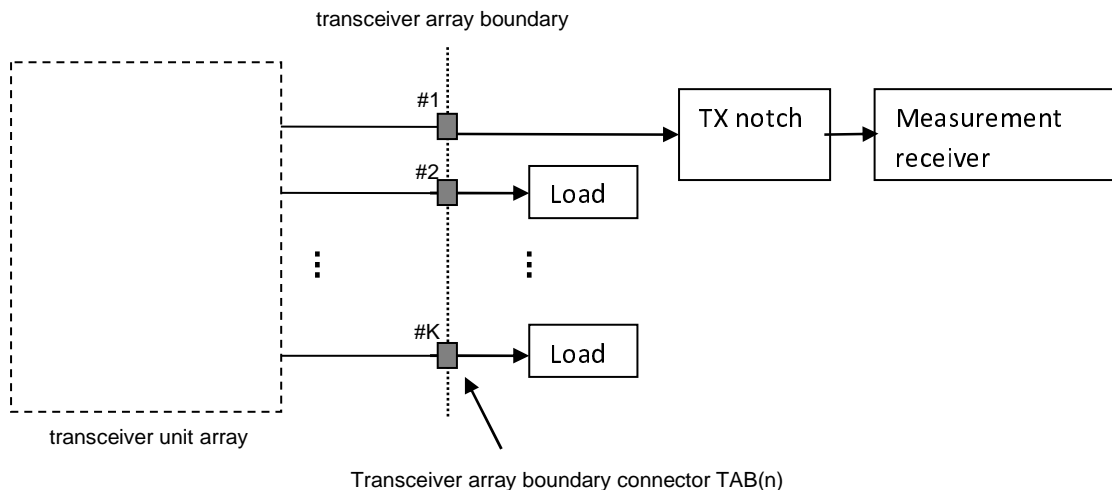 transceiver array boundary
#1
TX notch
Measurement
receiver
#2
Load
#K
Load
transceiver unit array
Transceiver array boundary connector TAB(n)